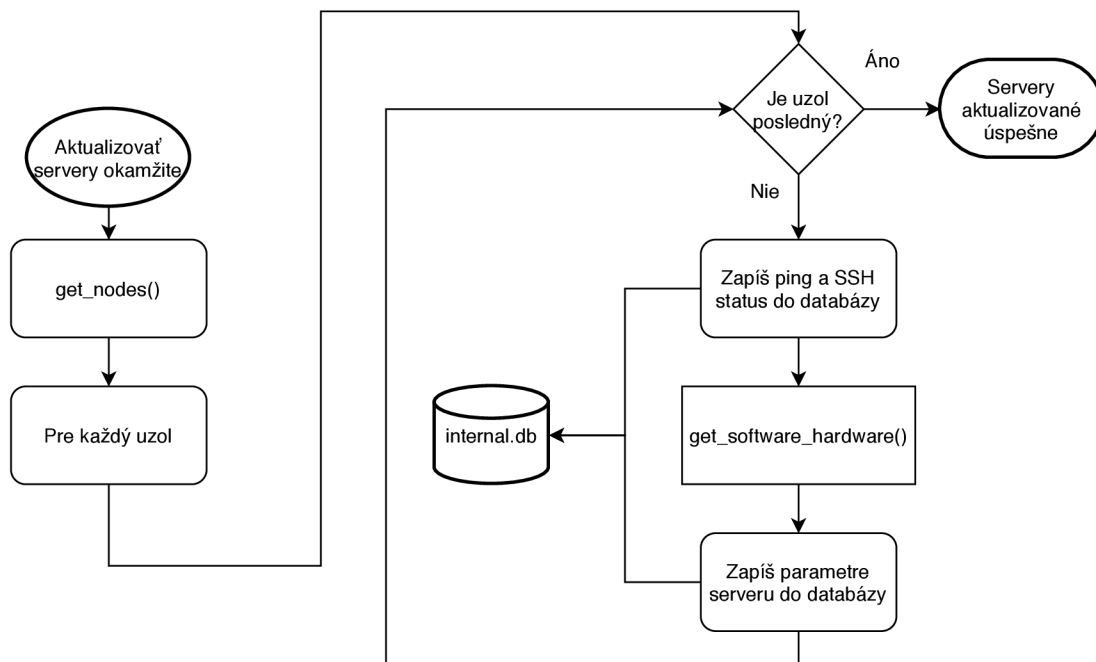 Aktualizovať
servery okamžite
get_nodes()
Pre každý uzol
Je uzol
posledný?
Áno
Servery
aktualizované
úspešne
Nie
Zapíš ping a SSH
status do databázy
internal.db
get_software_hardware()
Zapíš parametre
serveru do databázy